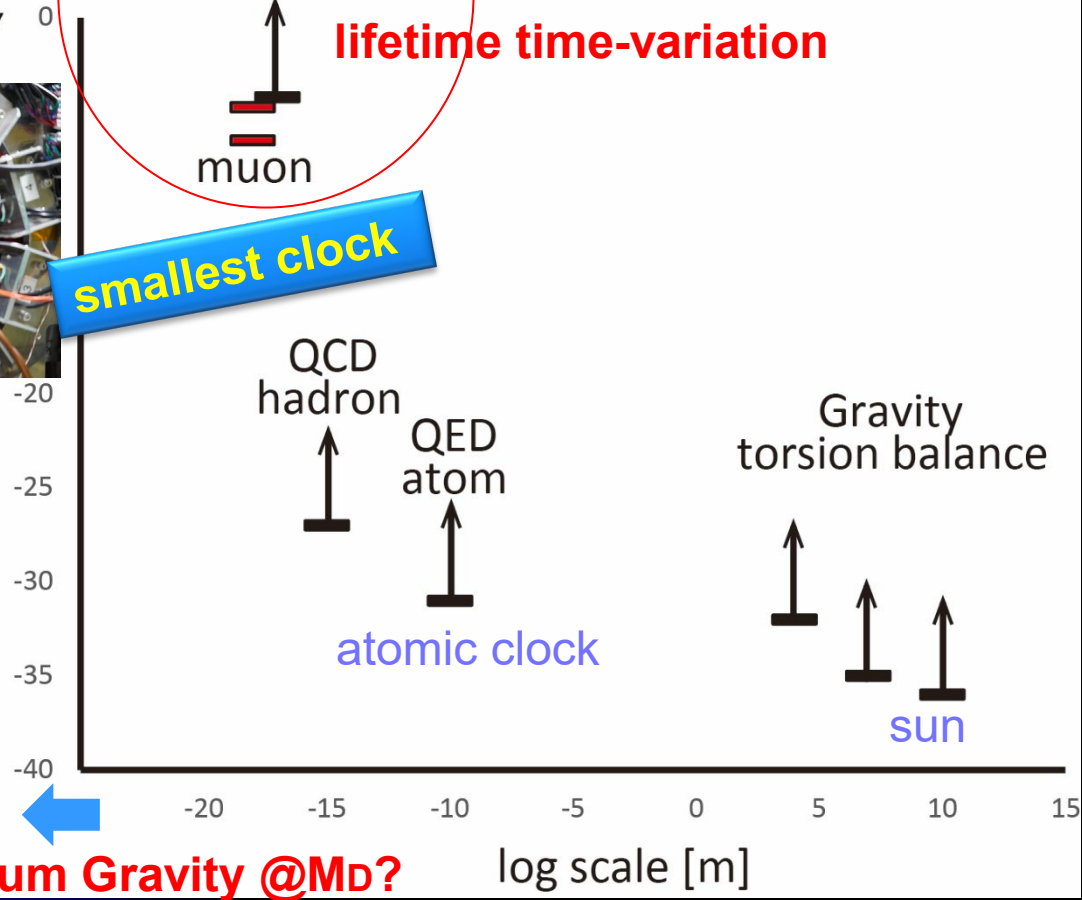 0
lifetime time-variation
muon
smallest clock
QCD
hadron
QED
atom
Gravity
torsion balance
-20
-25
-30
-35
-40
atomic clock
sun
-20 -15 -10 -5 0 5 10 15
log scale [m]
Gravity @MD?